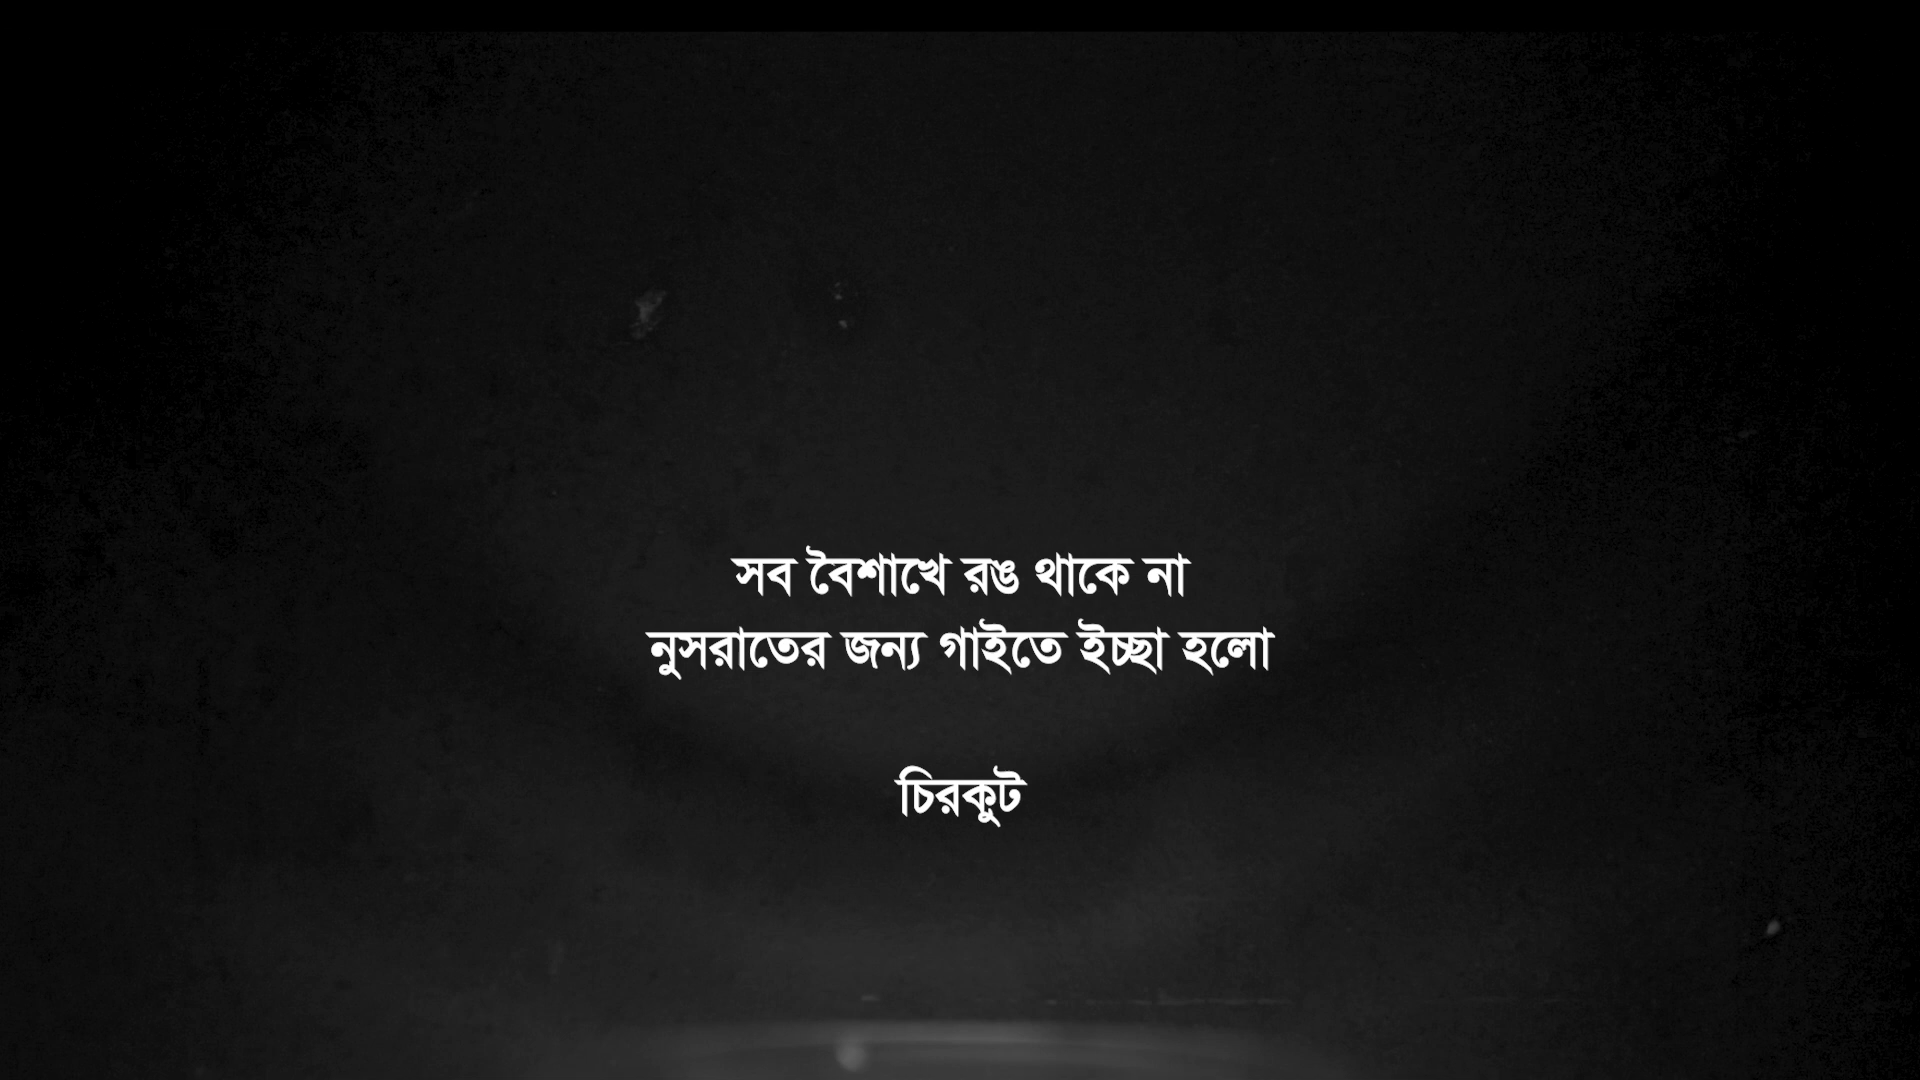 সব বৈশাখে রঙ থাকে না
নুসরাতের জন্য গাইতে ইচ্ছা হলো
চিরকুট